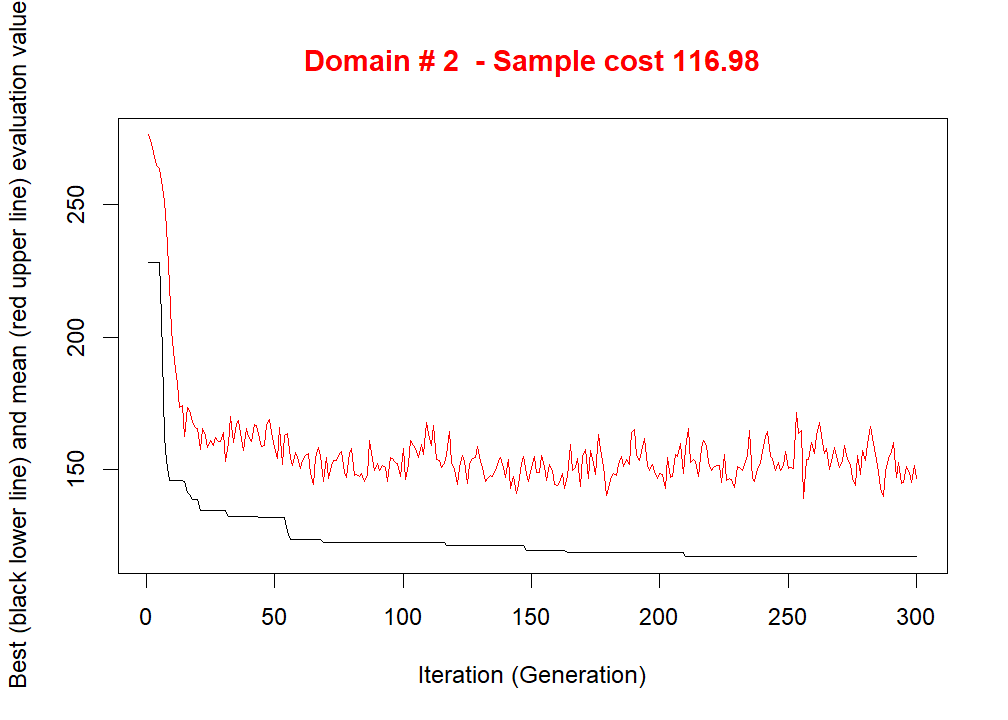 Domain # 2  - Sample cost 116.98
Best (black lower line) and mean (red upper line) evaluation value
250
200
150
0 50 100 150 200 250 300
Iteration (Generation)